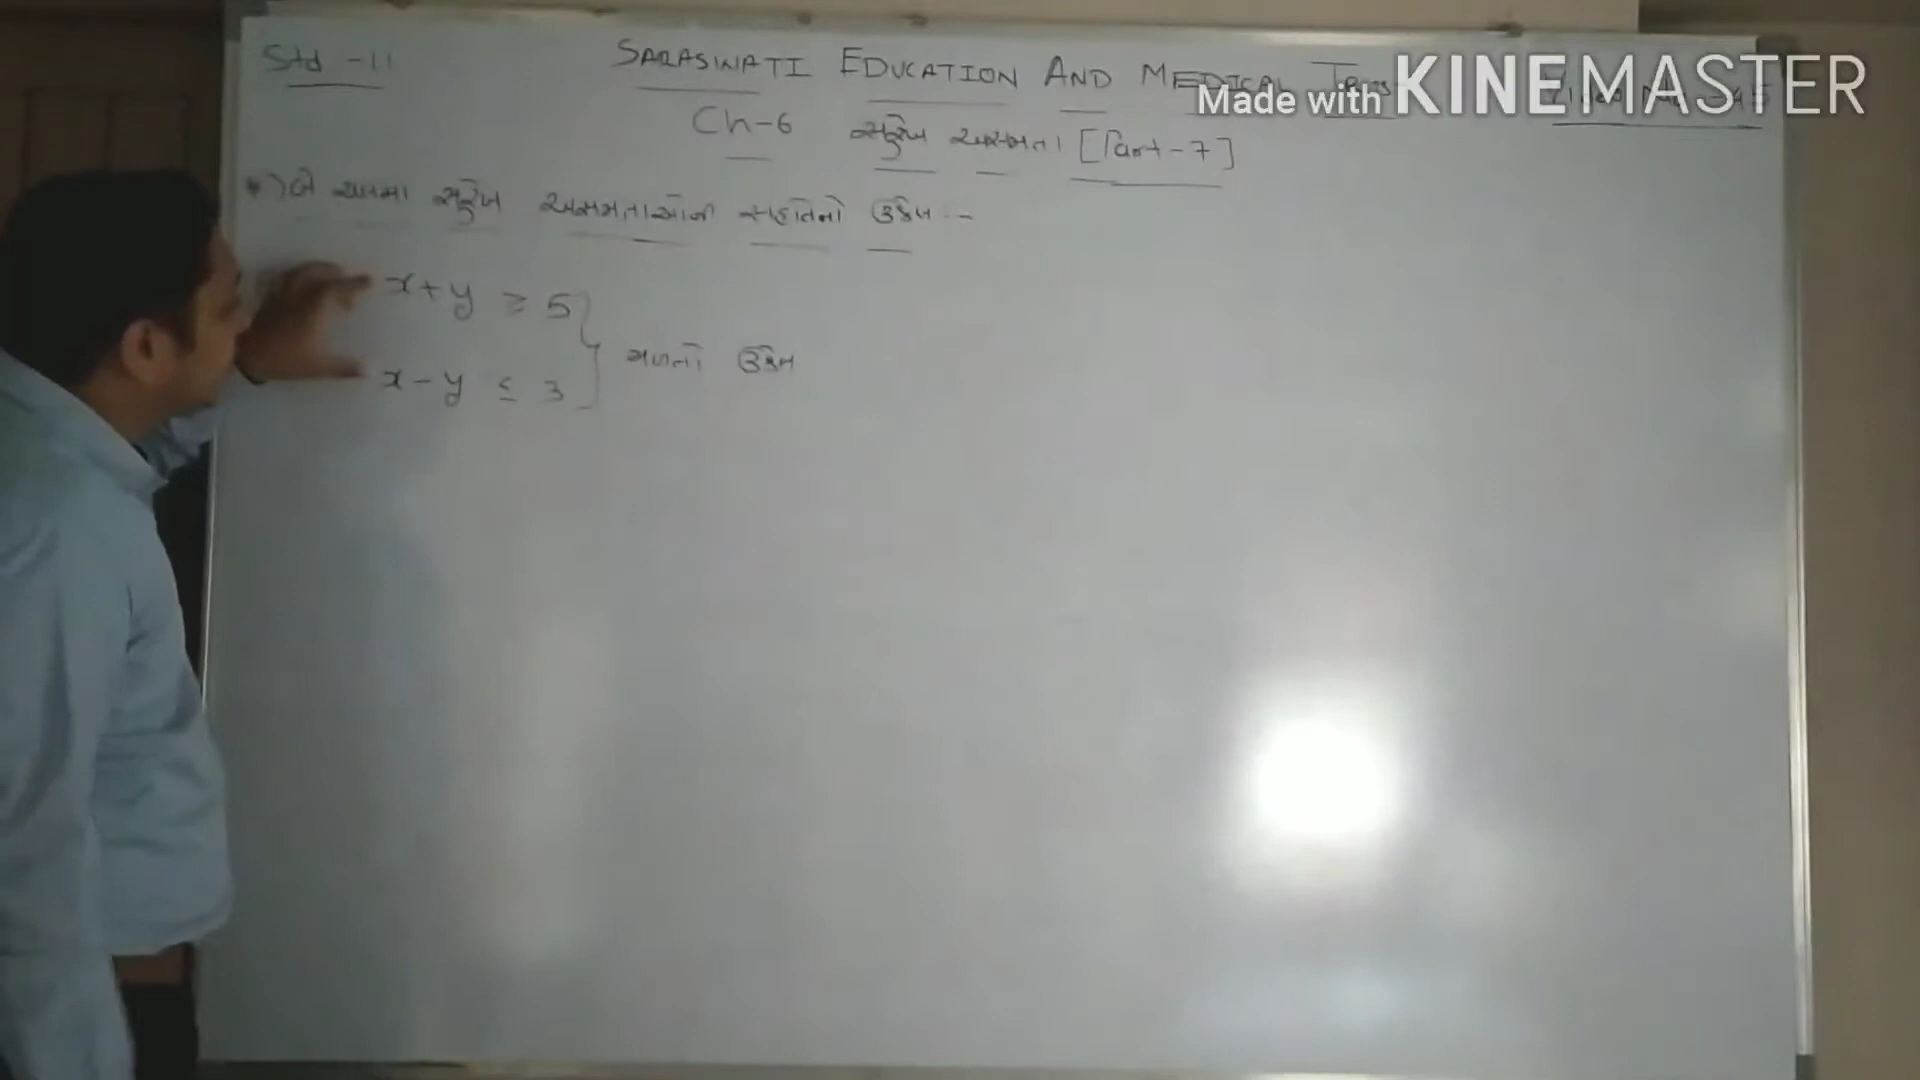 Std - 11
SARASWATI EDUCATION AND MEDICAL
Made with KINEMASTER
Ch-6 સુરેખ અસમતા [Part-7]
*) બે ચલમાં સુરેખ અસમતાઓની સંહતિનો ઉકેલ :-
x+y ≥ 5
x-y ≤ 3
ઉકેલ